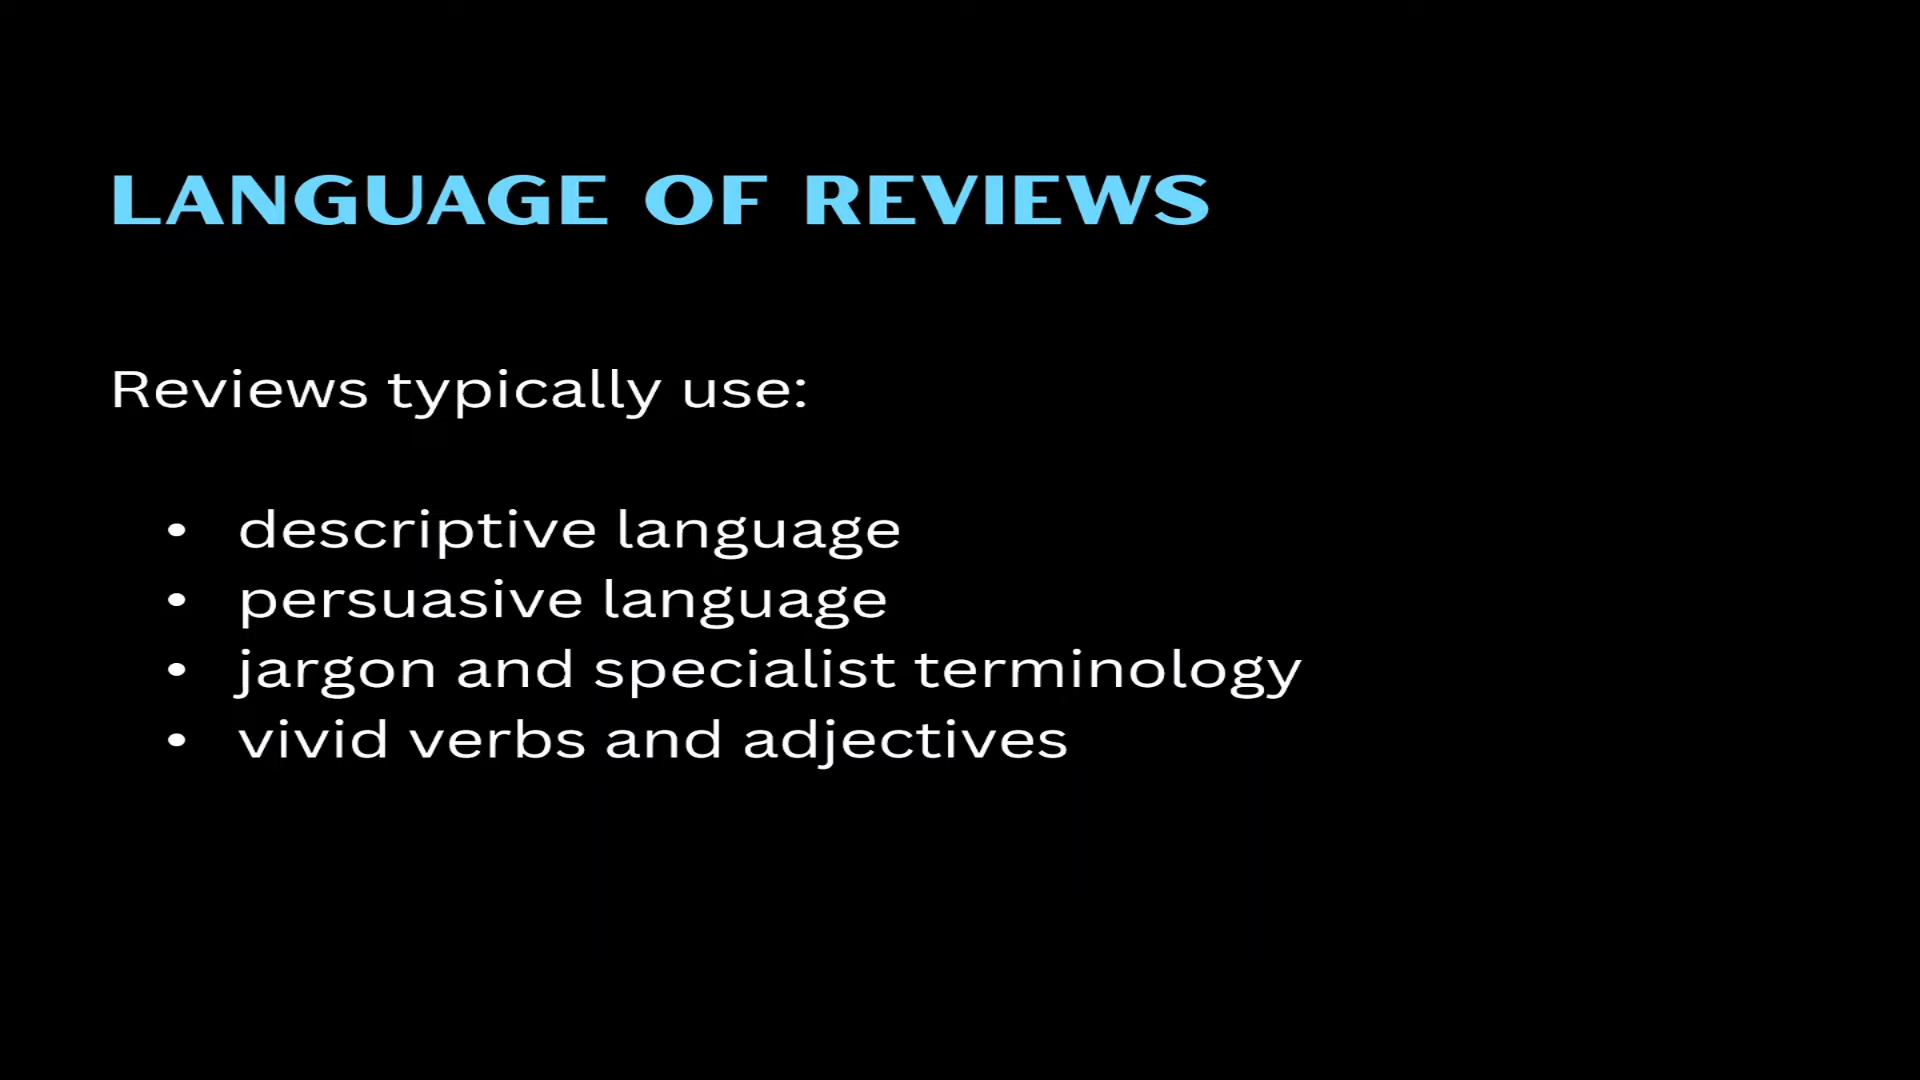 LANGUAGE OF REVIEWS
Reviews typically use:
• descriptive language
• persuasive language
• jargon and specialist terminology
• vivid verbs and adjectives